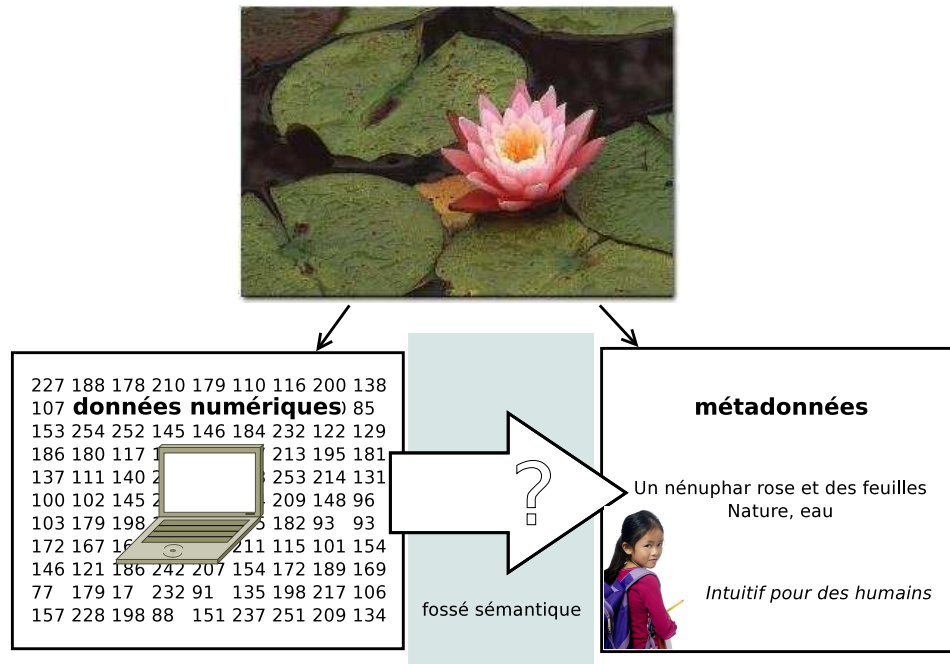 227 188 178 210 179 110 116 200 138
107 données numériques 85
153 254 252 145 146 184 232 122 129
186 180 117 213 195 181
137 111 140 253 214 131
100 102 145 209 148 96
103 179 198 182 93 93
172 167 211 115 101 154
146 121 186 242 207 154 172 189 169
77 179 17 232 91 135 198 217 106
157 228 198 88 151 237 251 209 134
?
fossé sémantique
métadonnées
Un nénuphar rose et des feuilles
Nature, eau
Intuitif pour des humains